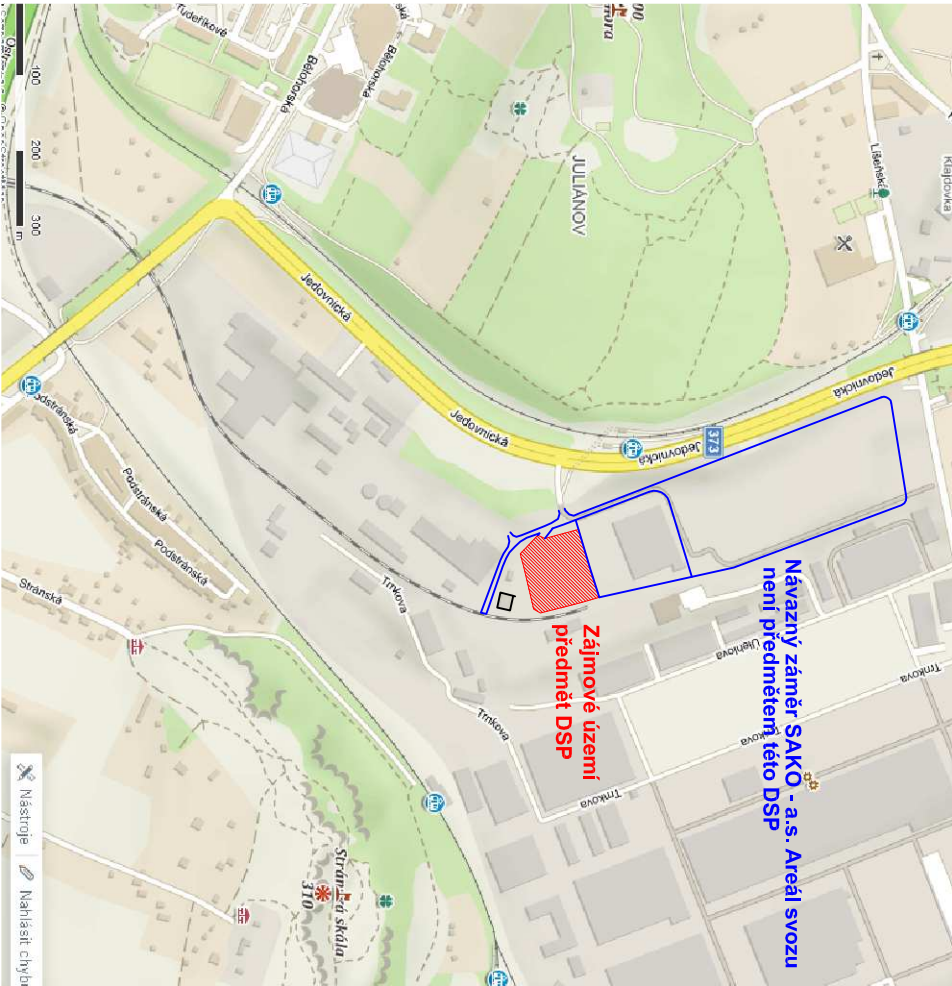 Návazný záměr SAKO - a.s. Areál svozu
není předmětem této DSP
Zájmové území
předmět DSP
JULIÁNOV
Líšeňská
Jedovnická
Jedovnická
Jedovnická
Jedovnická
373
Bělohorská
Bělohorská
Podstránská
Podstránská
Podstránská
Stránská
Trnkova
Trnkova
Trnkova
Trnkova
Trnkova
Úlehlova
Stránská skála
310
100
200
300
m
Nástroje
Nahlásit chybu